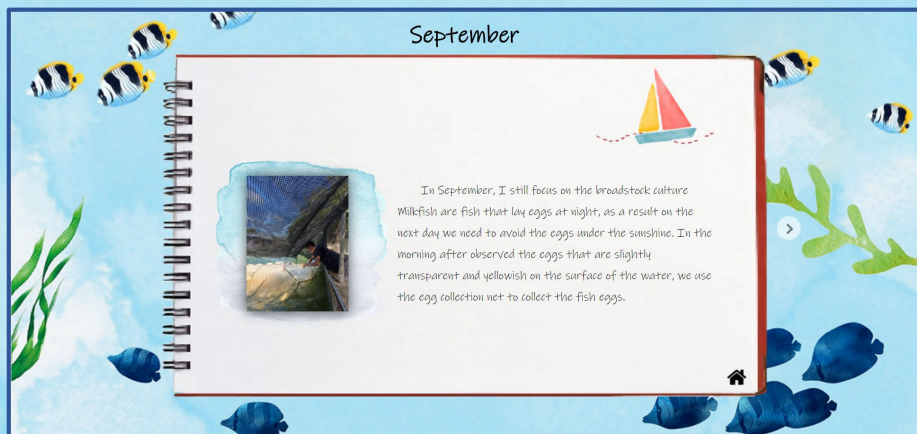 September
In September, I still focus on the broadstock culture
Milkfish are fish that lay eggs at night, as a result on the
next day we need to avoid the eggs under the sunshine. In the
morning after observed the eggs that are slightly
transparent and yellowish on the surface of the water, we use
the egg collection net to collect the fish eggs.